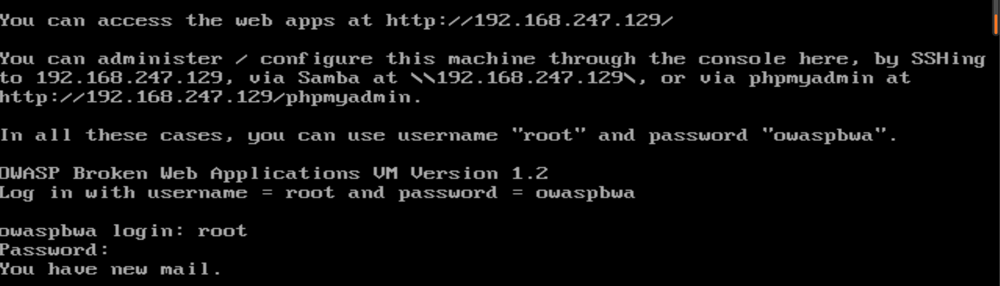 You can access the web apps at http://192.168.247.129/
You can administer / configure this machine through the console here, by SSHing
to 192.168.247.129, via Samba at \\192.168.247.129\, or via phpmyadmin at
http://192.168.247.129/phpmyadmin.
In all these cases, you can use username "root" and password "owaspbwa".
OWASP Broken Web Applications VM Version 1.2
Log in with username = root and password = owaspbwa
owaspbwa login: root
Password:
You have new mail.